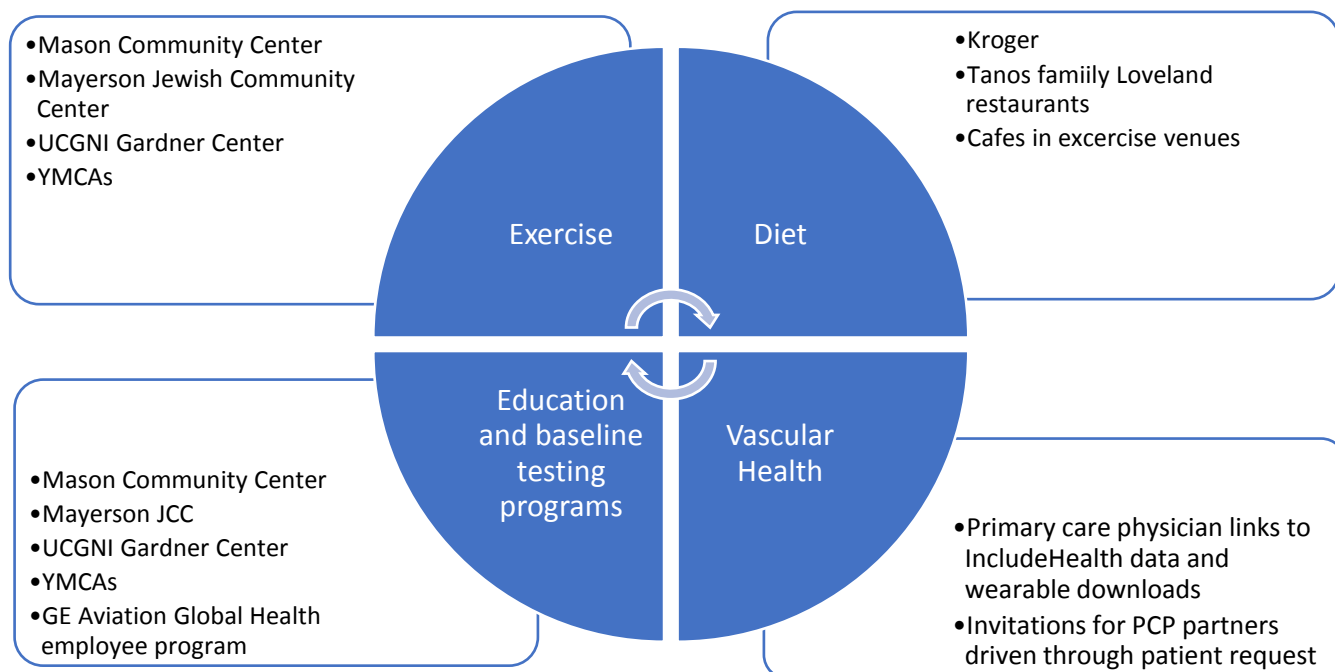 •Mason Community Center
•Mayerson Jewish Community
Center
•UCGNI Gardner Center
•YMCAs
•Kroger
•Tanos famiily Loveland
restaurants
•Cafes in excercise venues
Exercise
Diet
Education
and baseline
testing
programs
Vascular
Health
•Mason Community Center
•Mayerson JCC
•UCGNI Gardner Center
•YMCAs
•GE Aviation Global Health
employee program
•Primary care physician links to
IncludeHealth data and
wearable downloads
•Invitations for PCP partners
driven through patient request